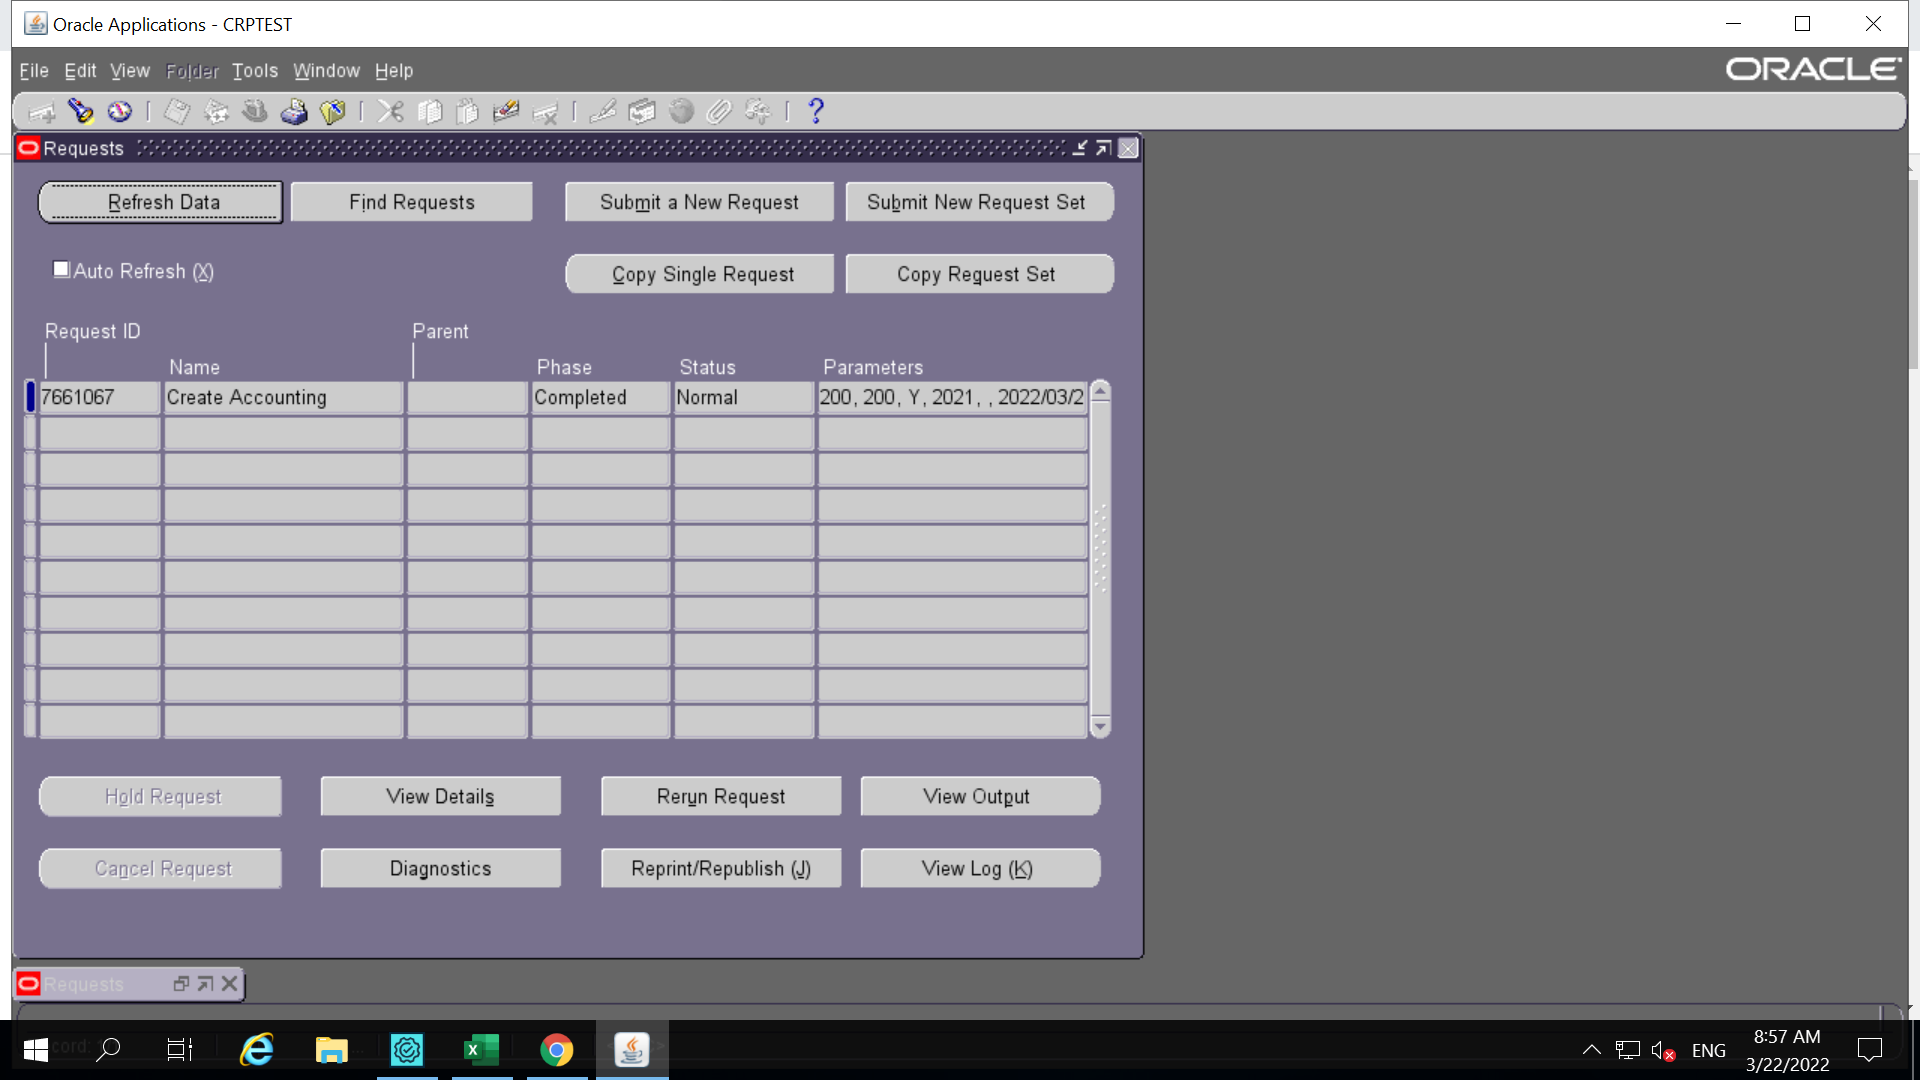 Oracle Applications - CRPTEST
File Edit View Folder Tools Window Help
ORACLE
Requests
Refresh Data Find Requests Submit a New Request Submit New Request Set
Auto Refresh (X) Copy Single Request Copy Request Set
Request ID Parent
Name Phase Status Parameters
7661067 Create Accounting Completed Normal 200, 200, Y, 2021, , 2022/03/2
Hold Request View Details Rerun Request View Output
Cancel Request Diagnostics Reprint/Republish (J) View Log (K)
Requests
ENG
8:57 AM
3/22/2022